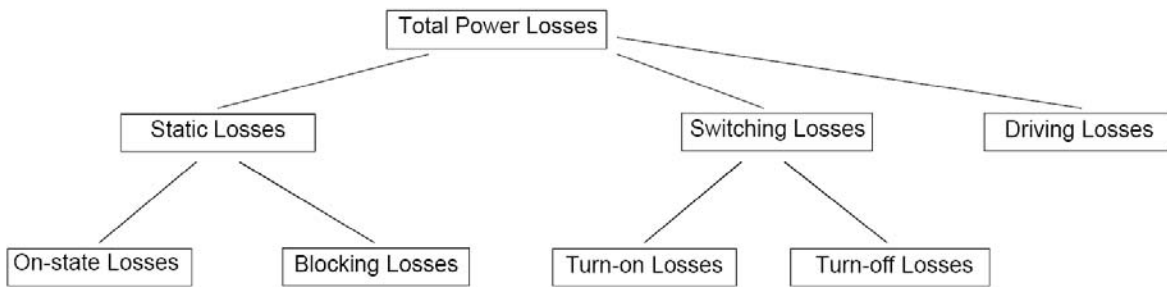 Total Power Losses
Static Losses
Switching Losses
Driving Losses
On-state Losses
Blocking Losses
Turn-on Losses
Turn-off Losses